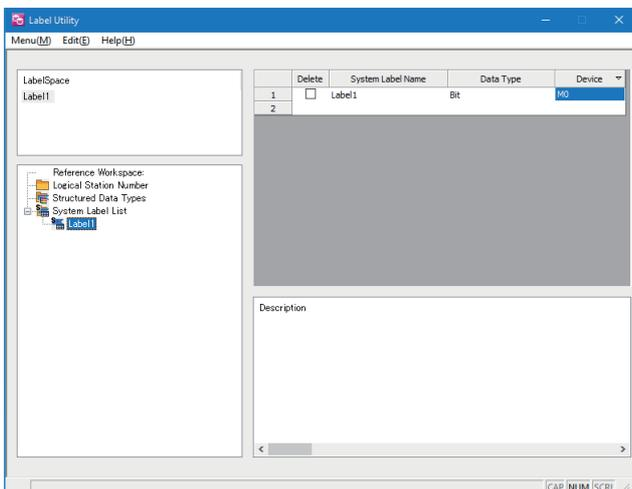 Label Utility
Menu(M) Edit(E) Help(H)
LabelSpace
Label1
Reference Workspace:
Logical Station Number
Structured Data Types
System Label List
Label1
Delete System Label Name Data Type Device
1 Label1 Bit M0
2
Description
CAP NUM SCRL